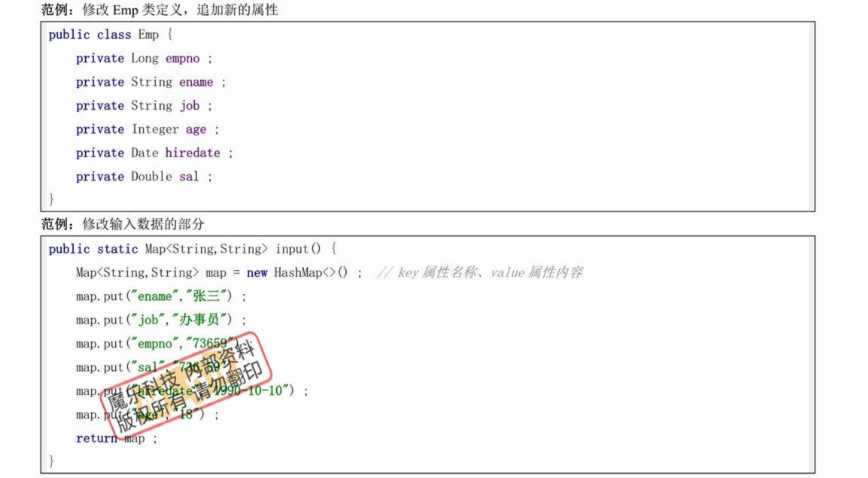 范例：修改 Emp 类定义，追加新的属性
public class Emp {
private Long empno ;
private String ename ;
private String job ;
private Integer age ;
private Date hiredate ;
private Double sal ;
}
范例：修改输入数据的部分
public static Map<String,String> input() {
Map<String,String> map = new HashMap<>() ; // key 属性名称、value 属性内容
map.put("ename","张三") ;
map.put("job","办事员") ;
map.put("empno","73659")
map.put("sal",
map.put("hiredate","1990-10-10") ;
map.put("age","18") ;
return map ;
}
魔乐科技 内部资料
版权所有 请勿翻印